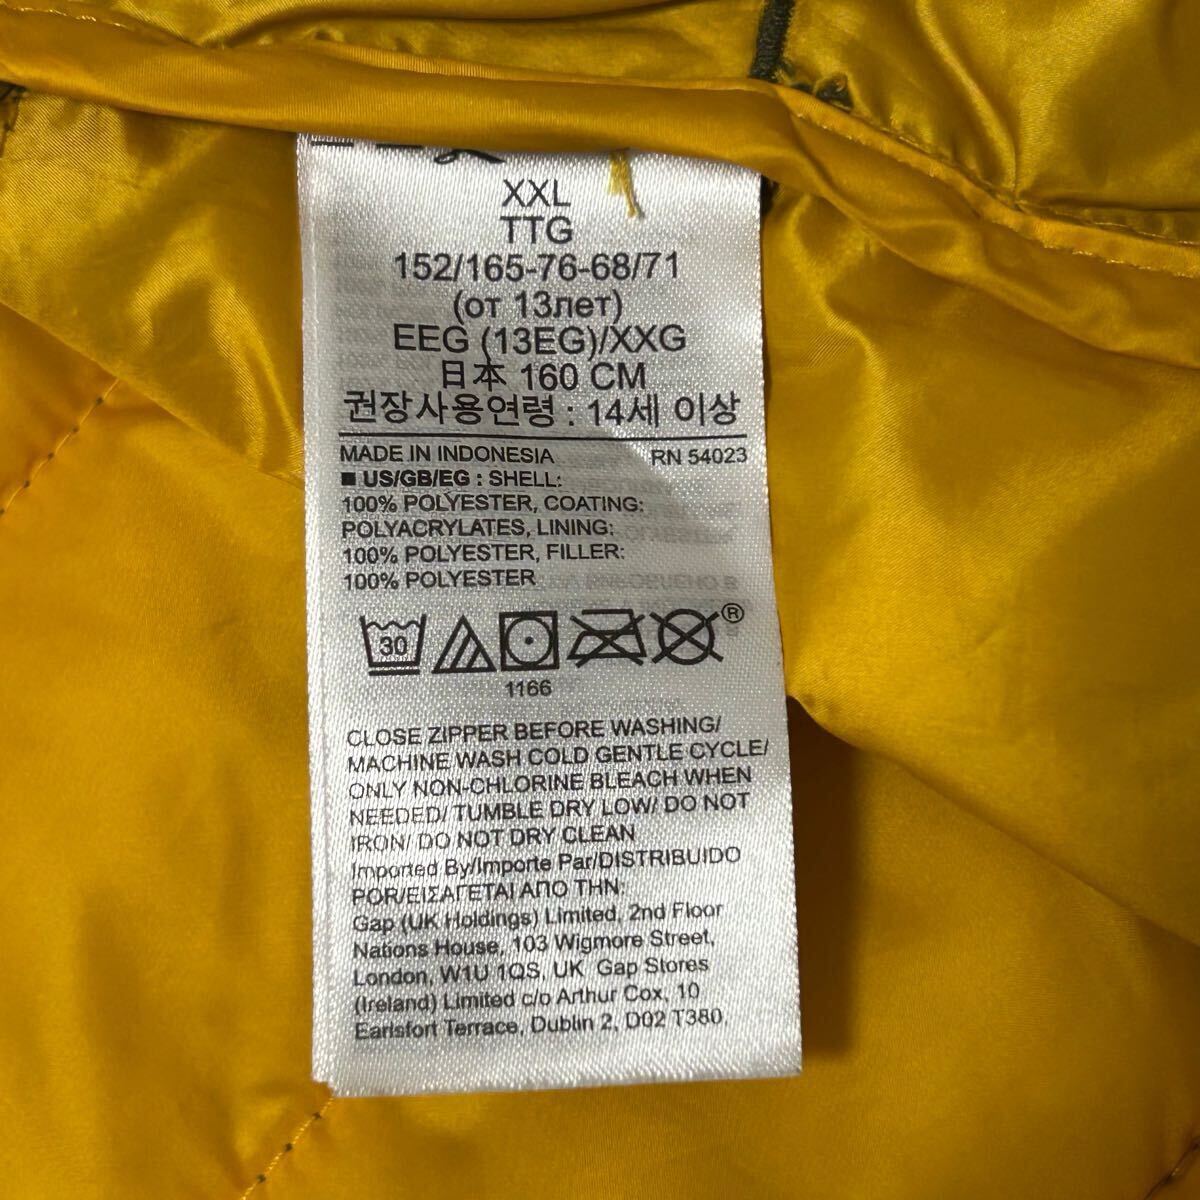 XXL
TTG
152/165-76-68/71
(от 13лет)
EEG (13EG)/XXG
日本 160 CM
권장사용연령 : 14세 이상
MADE IN INDONESIA RN 54023
■ US/GB/EG : SHELL:
100% POLYESTER, COATING:
POLYACRYLATES, LINING:
100% POLYESTER, FILLER:
100% POLYESTER
30 ®
1166
CLOSE ZIPPER BEFORE WASHING/
MACHINE WASH COLD GENTLE CYCLE/
ONLY NON-CHLORINE BLEACH WHEN
NEEDED/ TUMBLE DRY LOW/ DO NOT
IRON/ DO NOT DRY CLEAN
Imported By/Importe Par/DISTRIBUIDO
POR/ΕΙΣΑΓΕΤΑΙ ΑΠΟ ΤΗΝ:
Gap (UK Holdings) Limited, 2nd Floor
Nations House, 103 Wigmore Street,
London, W1U 1QS, UK Gap Stores
(Ireland) Limited c/o Arthur Cox, 10
Earlsfort Terrace, Dublin 2, D02 T380,